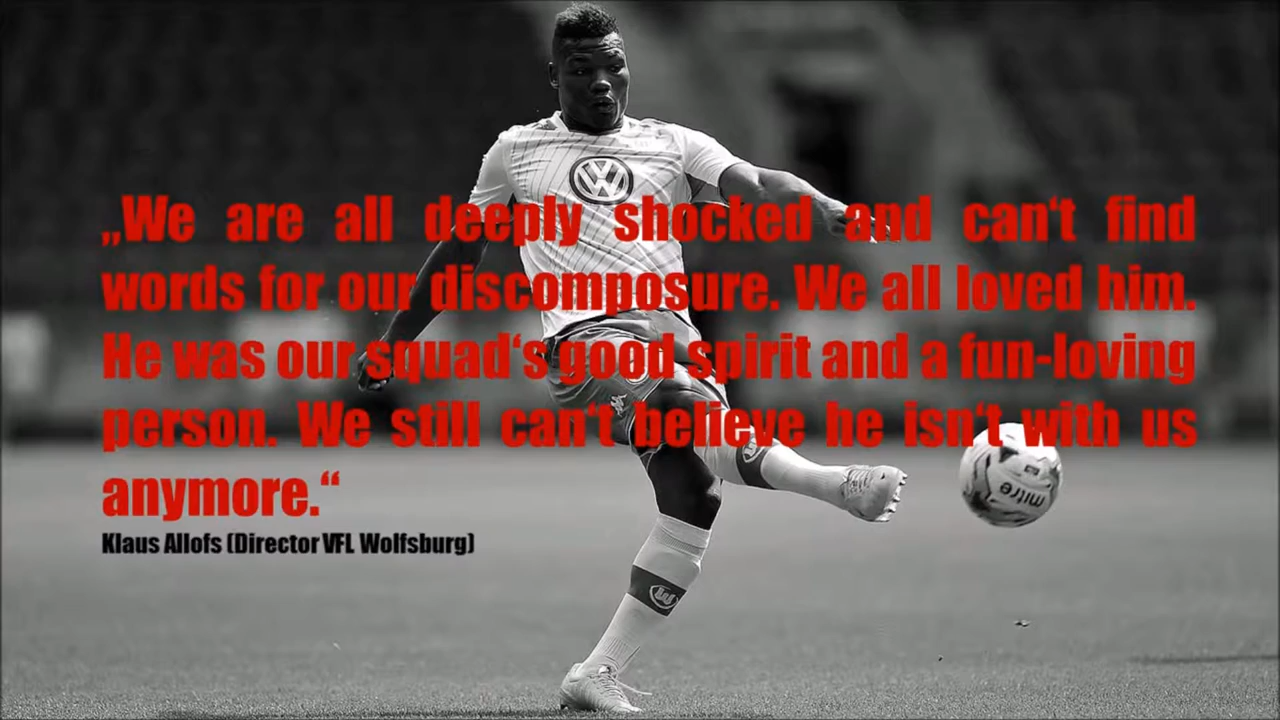 „We are all deeply shocked and can‘t find
words for our discomposure. We all loved him.
He was our squad‘s good spirit and a fun-loving
person. We still can‘t believe he isn‘t with us
anymore.“
Klaus Allofs (Director VFL Wolfsburg)
mitre